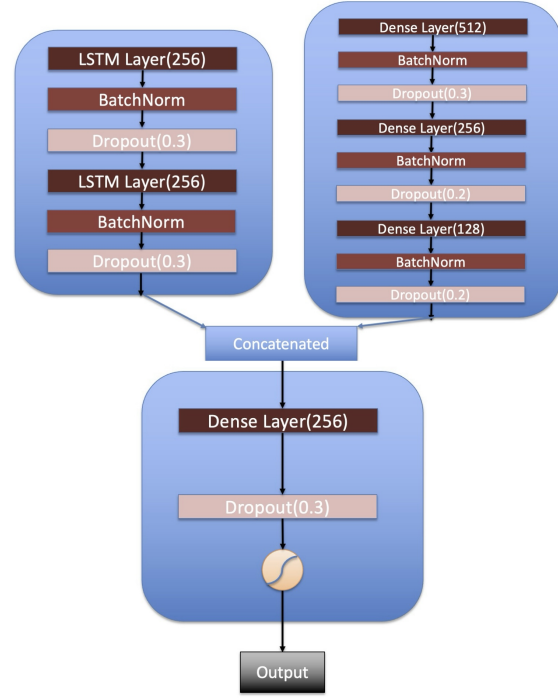 LSTM Layer(256)
BatchNorm
Dropout(0.3)
LSTM Layer(256)
BatchNorm
Dropout(0.3)
Dense Layer(512)
BatchNorm
Dropout(0.3)
Dense Layer(256)
BatchNorm
Dropout(0.2)
Dense Layer(128)
BatchNorm
Dropout(0.2)
Concatenated
Dense Layer(256)
Dropout(0.3)
Output